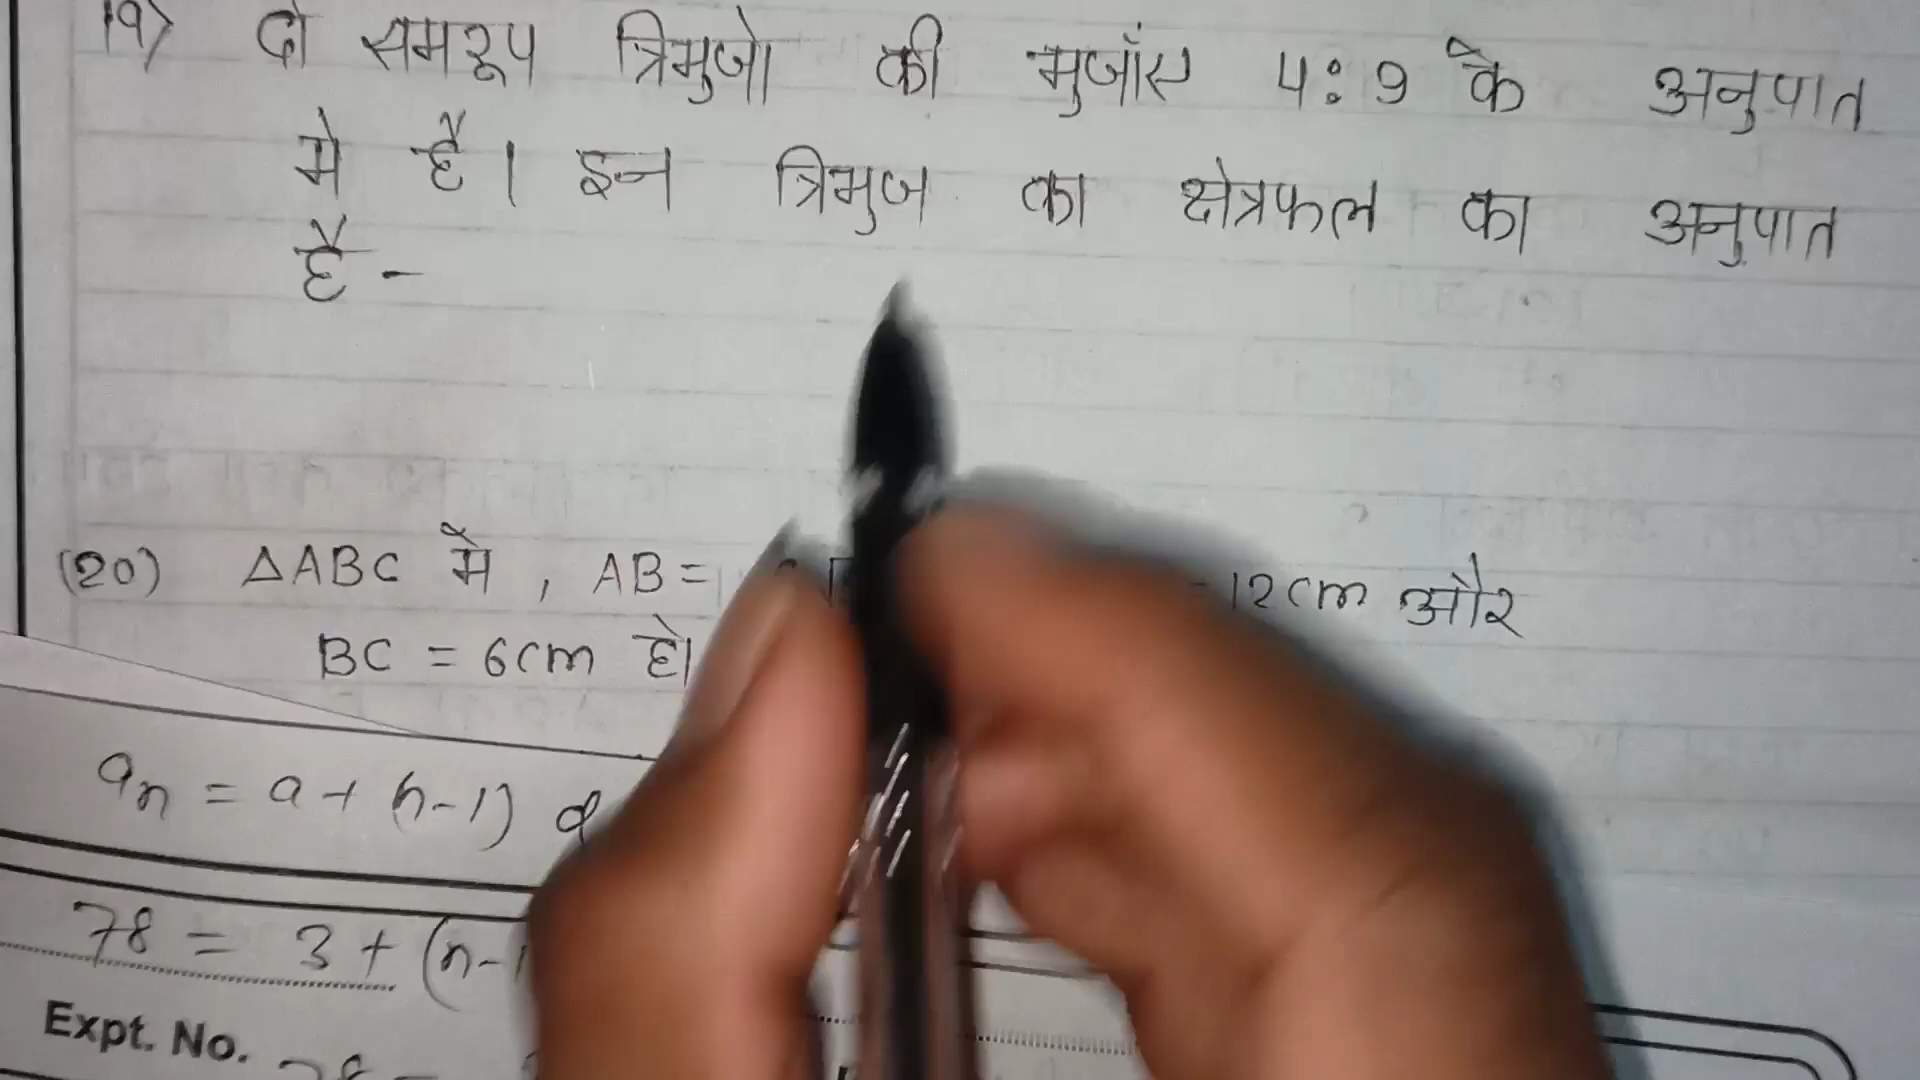 19) दो समरूप त्रिभुजो की भुजाँए 4:9 के अनुपात
मे है। इन त्रिभुज का क्षेत्रफल का अनुपात
है -
(20) △ABC मे , AB = -12cm और
BC = 6cm हो।
an = a + (n-1) d
78 = 3 + (n-1
Expt. No.